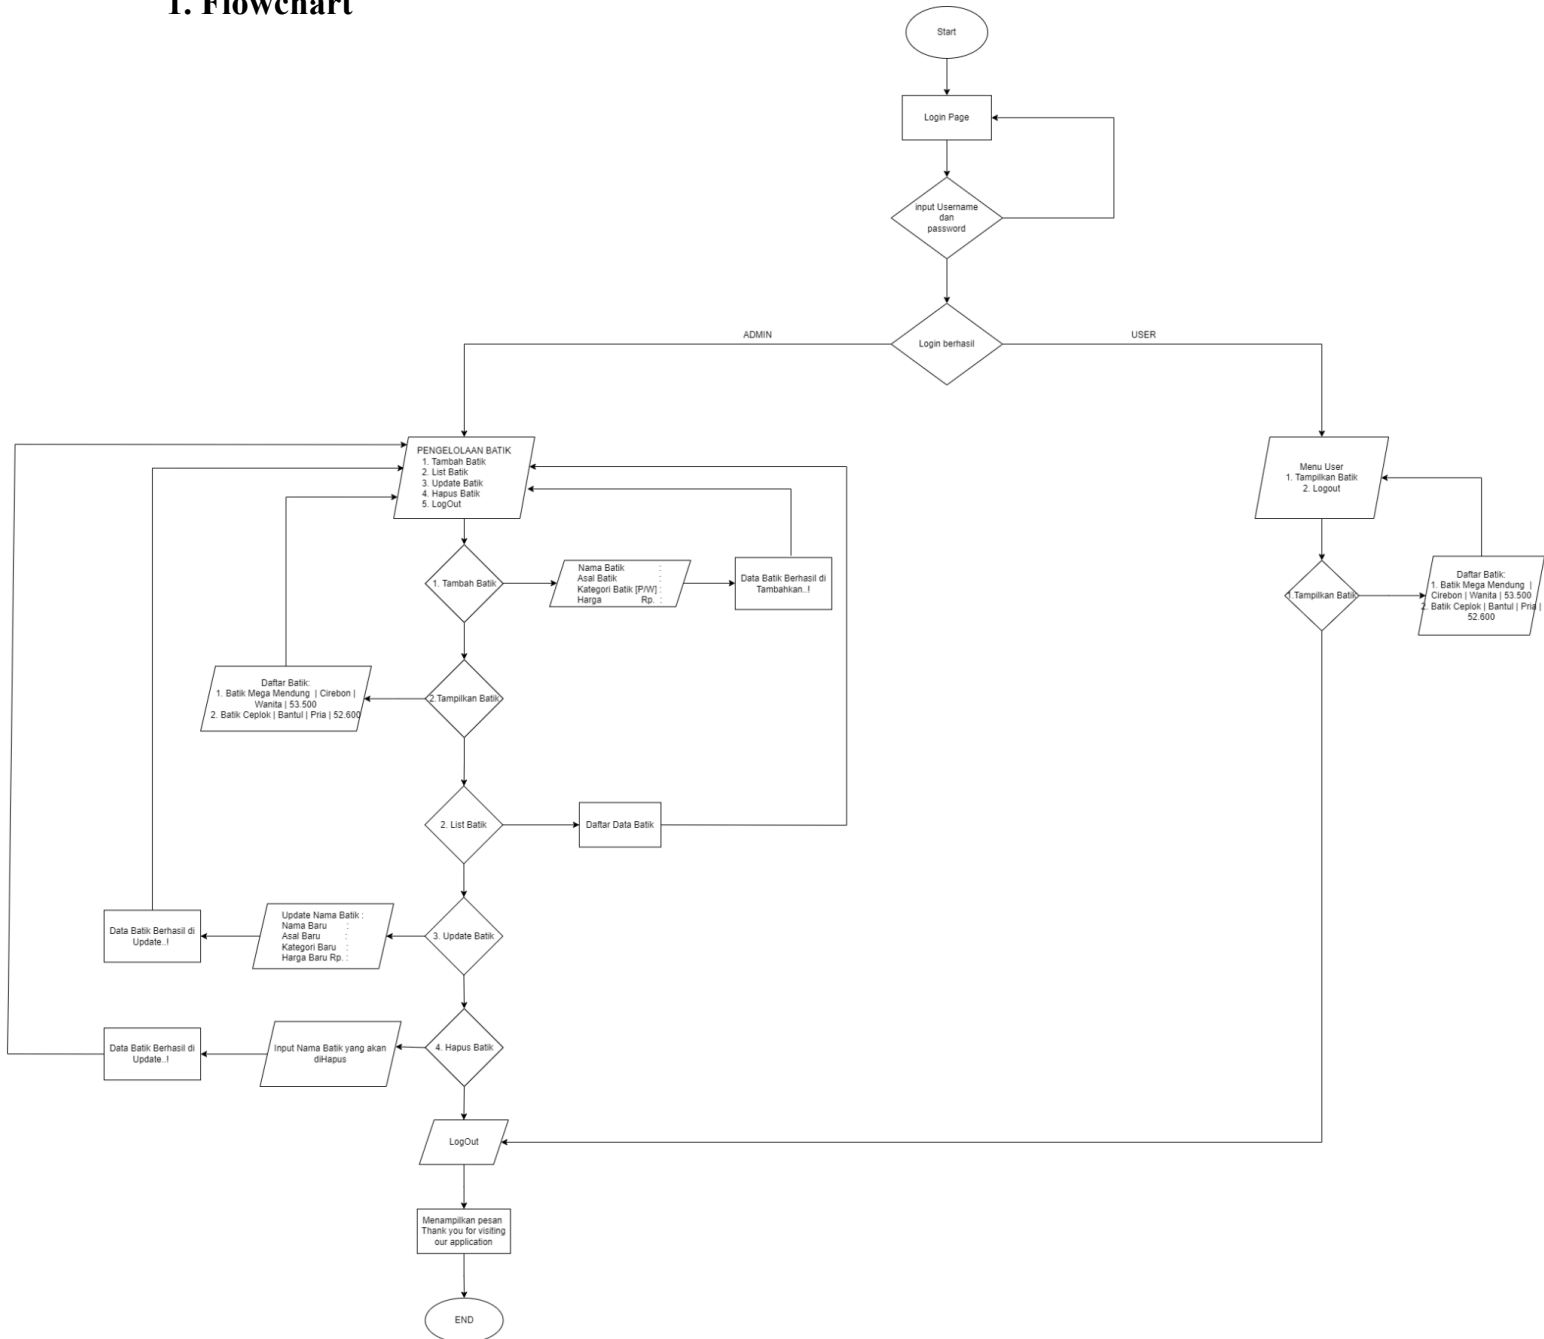 1. Flowchart
Start
Login Page
input Username
dan
password
Login berhasil
ADMIN
USER
PENGELOLAAN BATIK
1. Tambah Batik
2. List Batik
3. Update Batik
4. Hapus Batik
5. LogOut
Menu User
1. Tampilkan Batik
2. Logout
1. Tambah Batik
Nama Batik :
Asal Batik :
Kategori Batik [P/W] :
Harga Rp. :
Data Batik Berhasil di
Tambahkan..!
1.Tampilkan Batik
Daftar Batik:
1. Batik Mega Mendung |
Cirebon | Wanita | 53.500
2. Batik Ceplok | Bantul | Pria |
52.600
Daftar Batik:
1. Batik Mega Mendung | Cirebon |
Wanita | 53.500
2. Batik Ceplok | Bantul | Pria | 52.600
2.Tampilkan Batik
2. List Batik
Daftar Data Batik
Data Batik Berhasil di
Update..!
Update Nama Batik :
Nama Baru :
Asal Baru :
Kategori Baru :
Harga Baru Rp. :
3. Update Batik
Data Batik Berhasil di
Update..!
Input Nama Batik yang akan
diHapus
4. Hapus Batik
LogOut
Menampilkan pesan
Thank you for visiting
our application
END